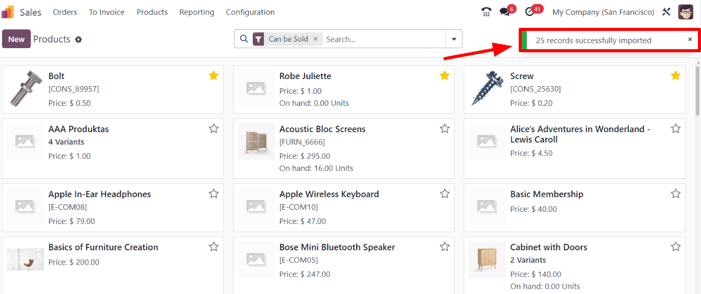 Sales Orders To Invoice Products Reporting Configuration 6 43 My Company (San Francisco)
New Products Can be Sold × Search... 25 records successfully imported ×
Bolt
[CONS_89957]
Price: $ 0.50
Robe Juliette
Price: $ 1.00
On hand: 0.00 Units
Screw
[CONS_25630]
Price: $ 0.20
AAA Produktas
4 Variants
Price: $ 1.00
Acoustic Bloc Screens
[FURN_6666]
Price: $ 295.00
On hand: 16.00 Units
Alice's Adventures in Wonderland -
Lewis Caroll
Price: $ 4.50
Apple In-Ear Headphones
[E-COM08]
Price: $ 79.00
Apple Wireless Keyboard
[E-COM10]
Price: $ 47.00
Basic Membership
Price: $ 40.00
Basics of Furniture Creation
Price: $ 200.00
Bose Mini Bluetooth Speaker
[E-COM05]
Price: $ 247.00
Cabinet with Doors
2 Variants
Price: $ 140.00
On hand: 0.00 Units